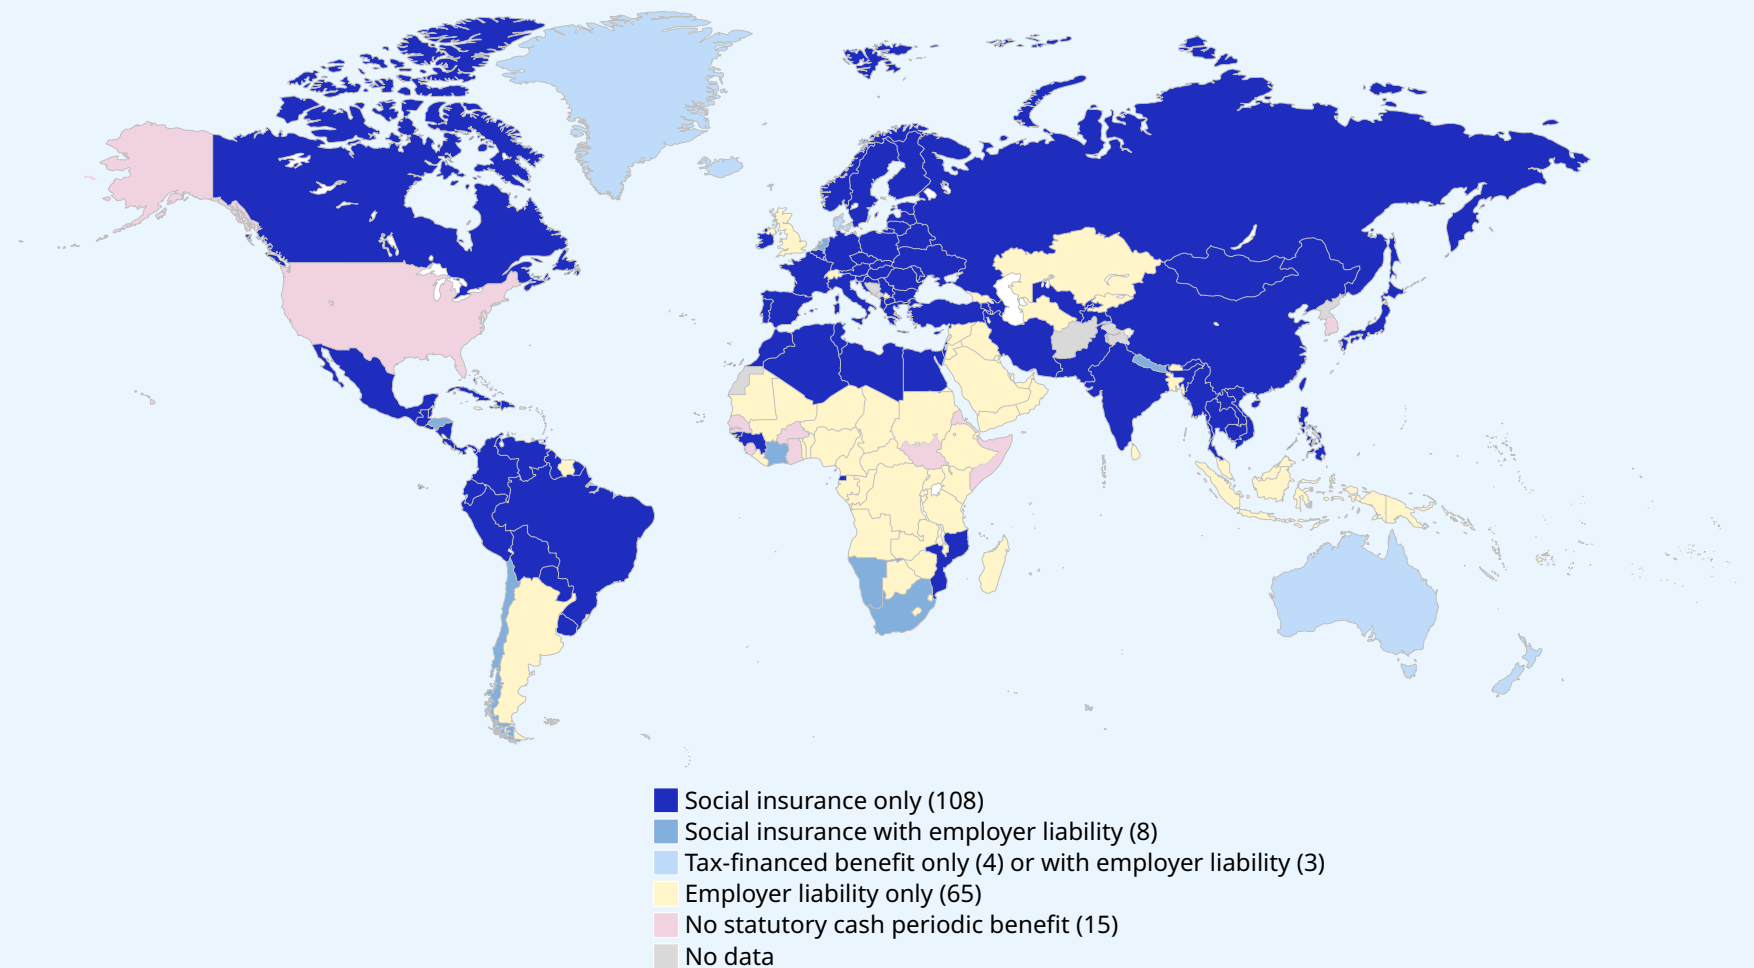 Social insurance only (108)
Social insurance with employer liability (8)
Tax-financed benefit only (4) or with employer liability (3)
Employer liability only (65)
No statutory cash periodic benefit (15)
No data